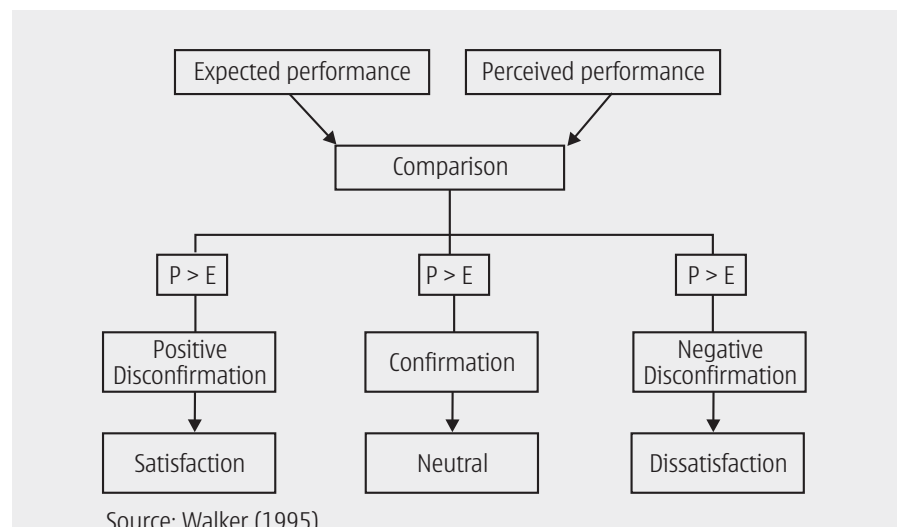 Expected performance
Perceived performance
Comparison
P > E
P > E
P > E
Positive
Disconfirmation
Confirmation
Negative
Disconfirmation
Satisfaction
Neutral
Dissatisfaction
Source: Walker (1995)